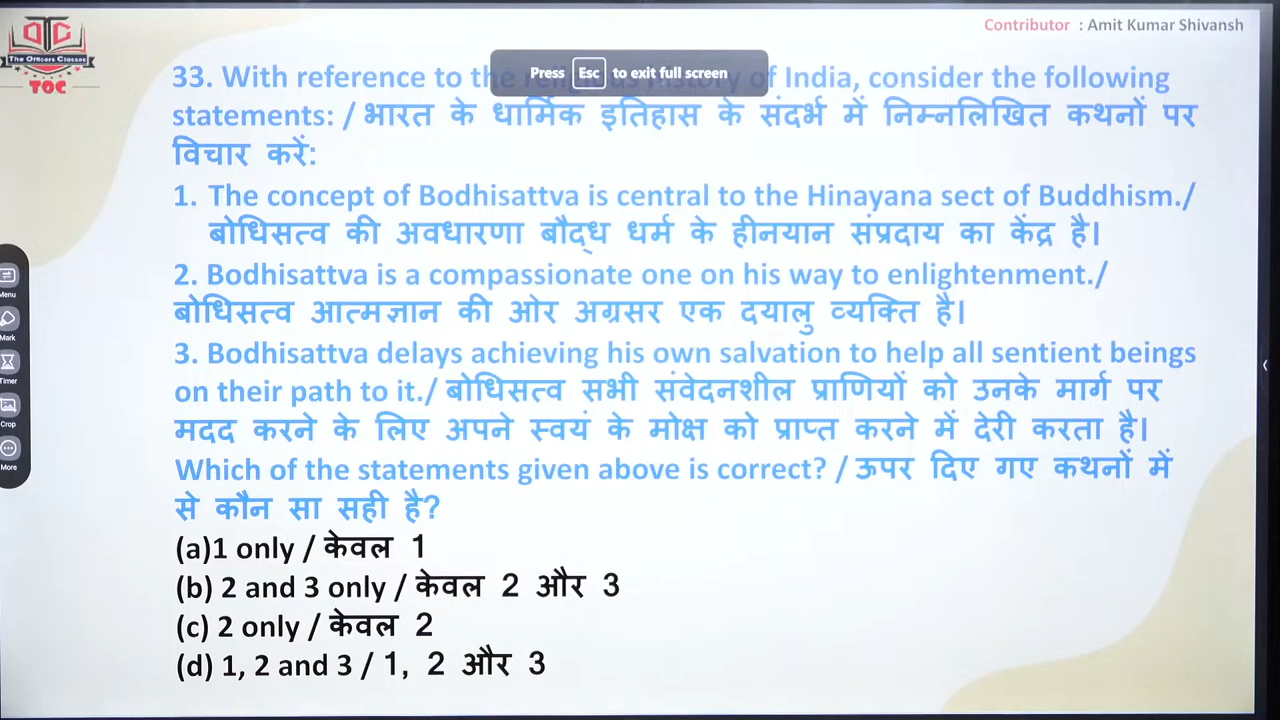 Contributor : Amit Kumar Shivansh
OTC
The Officers Classes
TOC
Press Esc to exit full screen
33. With reference to the religious history of India, consider the following
statements: / भारत के धार्मिक इतिहास के संदर्भ में निम्नलिखित कथनों पर
विचार करें:
1. The concept of Bodhisattva is central to the Hinayana sect of Buddhism./
बोधिसत्व की अवधारणा बौद्ध धर्म के हीनयान संप्रदाय का केंद्र है।
2. Bodhisattva is a compassionate one on his way to enlightenment./
बोधिसत्व आत्मज्ञान की ओर अग्रसर एक दयालु व्यक्ति है।
3. Bodhisattva delays achieving his own salvation to help all sentient beings
on their path to it./ बोधिसत्व सभी संवेदनशील प्राणियों को उनके मार्ग पर
मदद करने के लिए अपने स्वयं के मोक्ष को प्राप्त करने में देरी करता है।
Which of the statements given above is correct? / ऊपर दिए गए कथनों में
से कौन सा सही है?
(a)1 only / केवल 1
(b) 2 and 3 only / केवल 2 और 3
(c) 2 only / केवल 2
(d) 1, 2 and 3 / 1, 2 और 3
Menu
Mark
Timer
Crop
More